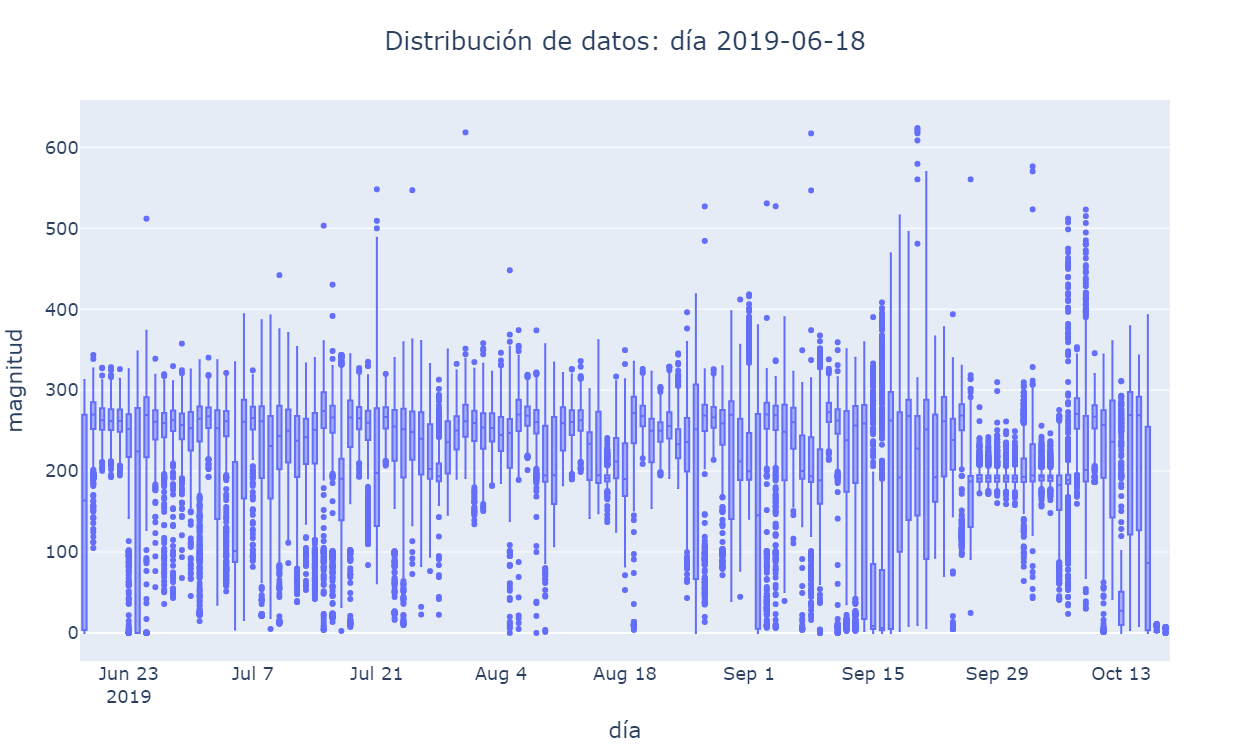 Distribución de datos: día 2019-06-18
magnitud
600
500
400
300
200
100
0
Jun 23
2019
Jul 7
Jul 21
Aug 4
Aug 18
Sep 1
Sep 15
Sep 29
Oct 13
día